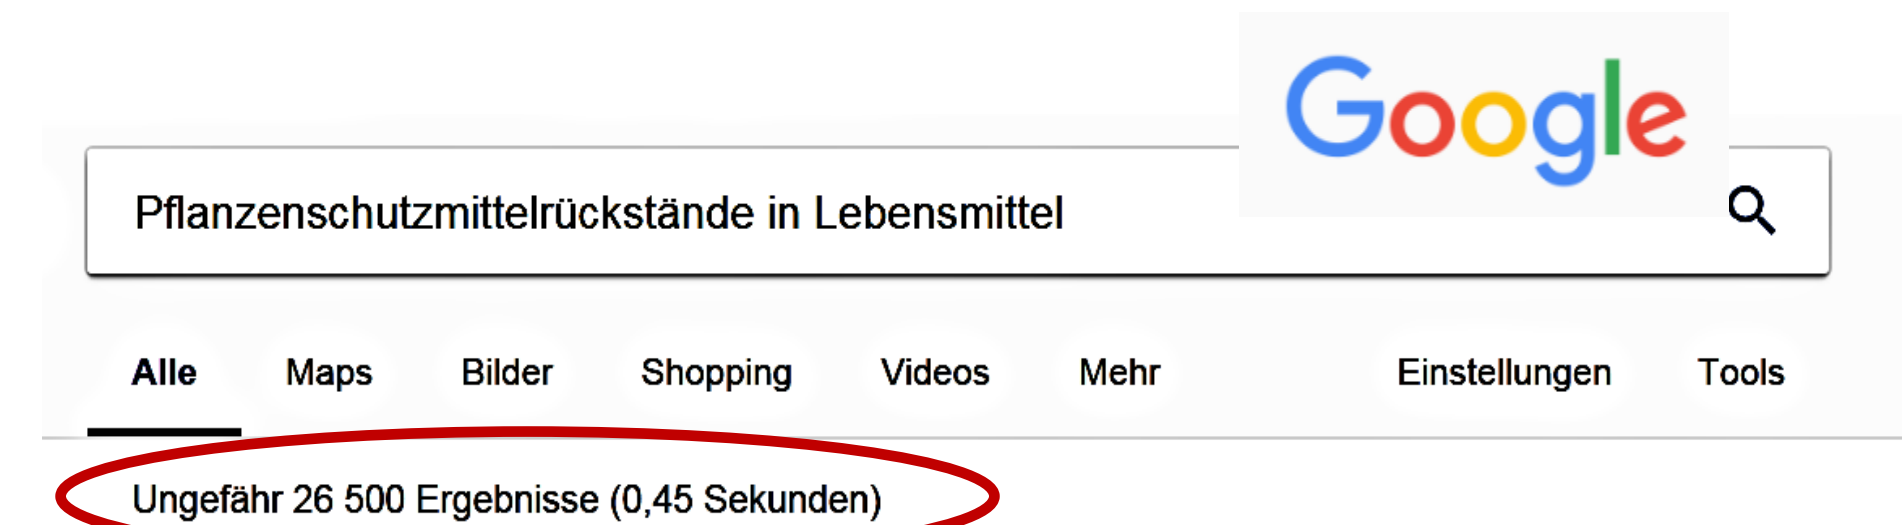 Google
Pflanzenschutzmittelrückstände in Lebensmittel
Alle Maps Bilder Shopping Videos Mehr Einstellungen Tools
Ungefähr 26 500 Ergebnisse (0,45 Sekunden)